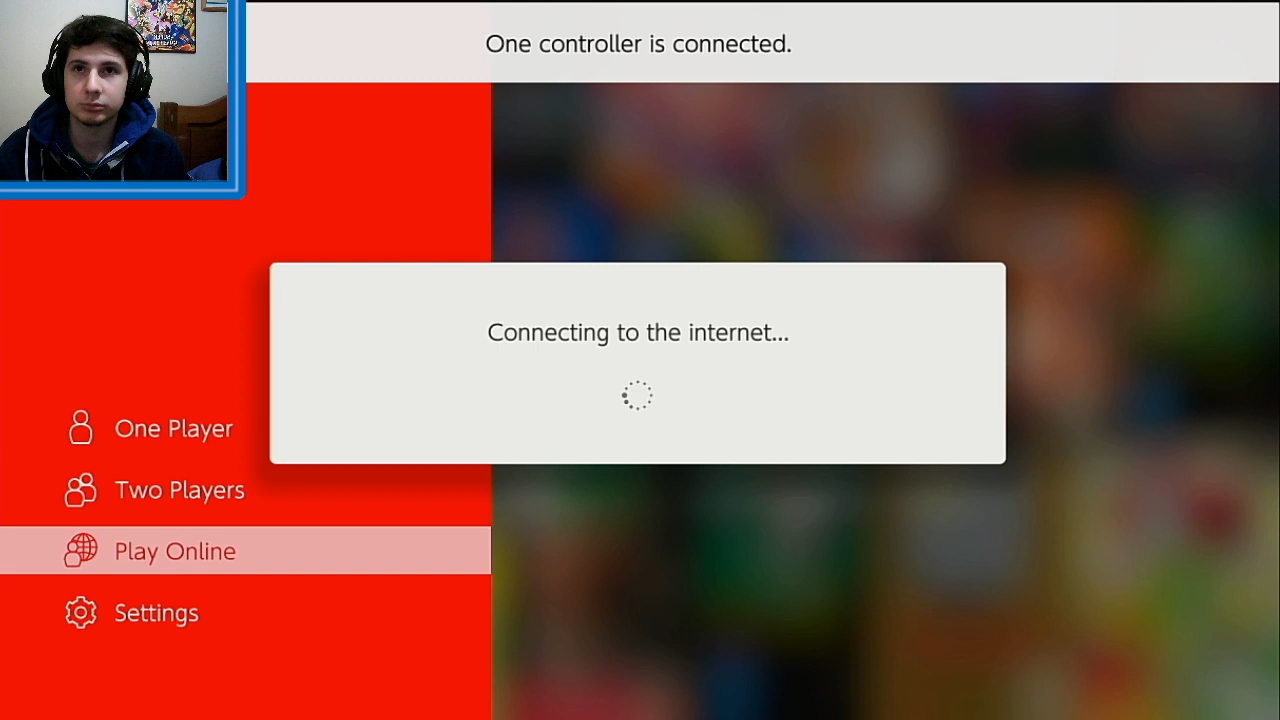 One controller is connected.
Connecting to the internet...
One Player
Two Players
Play Online
Settings